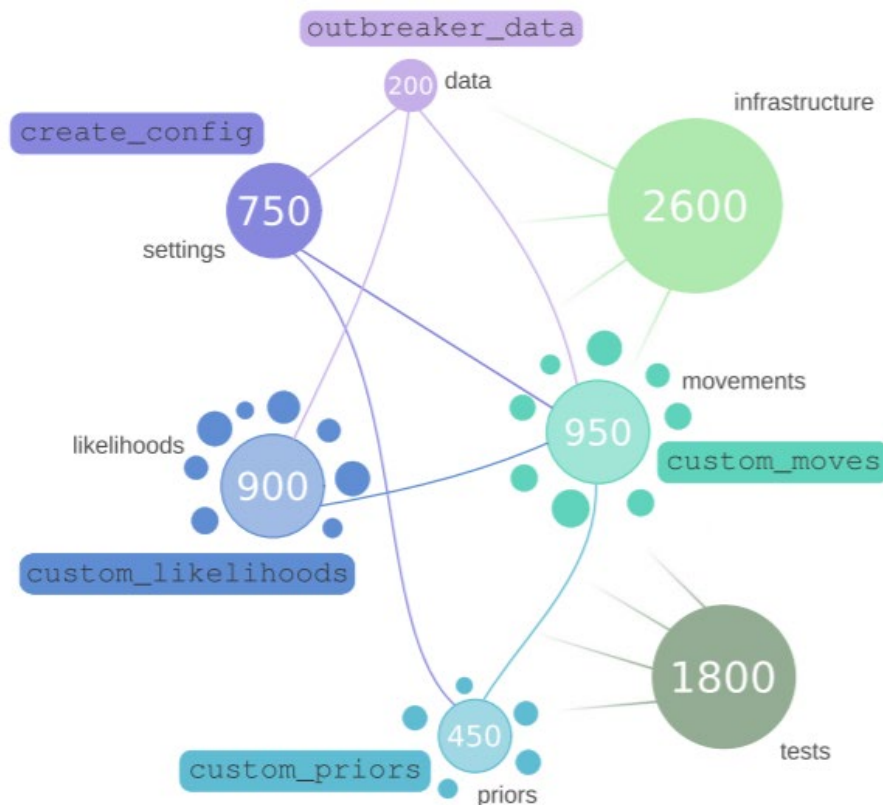 outbreaker_data
200
data
infrastructure
create_config
750
2600
settings
movements
likelihoods
950
custom_moves
900
custom_likelihoods
1800
450
custom_priors
tests
priors